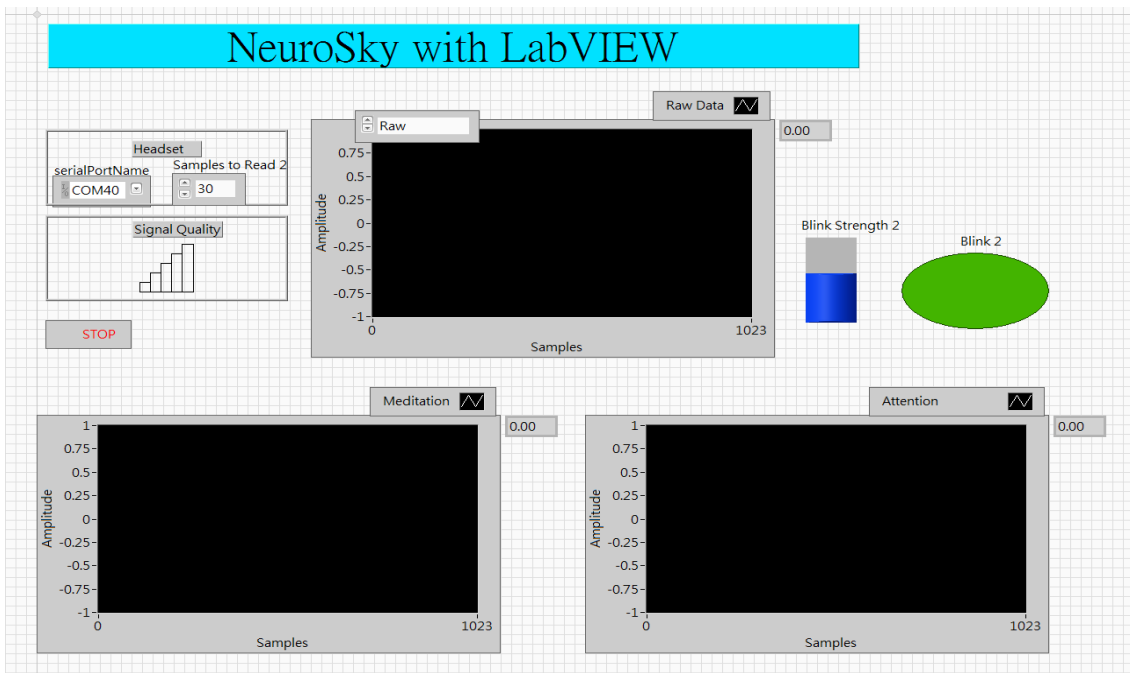 NeuroSky with LabVIEW
Headset
serialPortName
Samples to Read 2
COM40
30
Signal Quality
STOP
Raw Data
Raw
0.00
0.75
0.5
0.25
0
-0.25
-0.5
-0.75
-1
Amplitude
0
1023
Samples
Blink Strength 2
Blink 2
Meditation
0.00
1
0.75
0.5
0.25
0
-0.25
-0.5
-0.75
-1
Amplitude
0
1023
Samples
Attention
0.00
1
0.75
0.5
0.25
0
-0.25
-0.5
-0.75
-1
Amplitude
0
1023
Samples